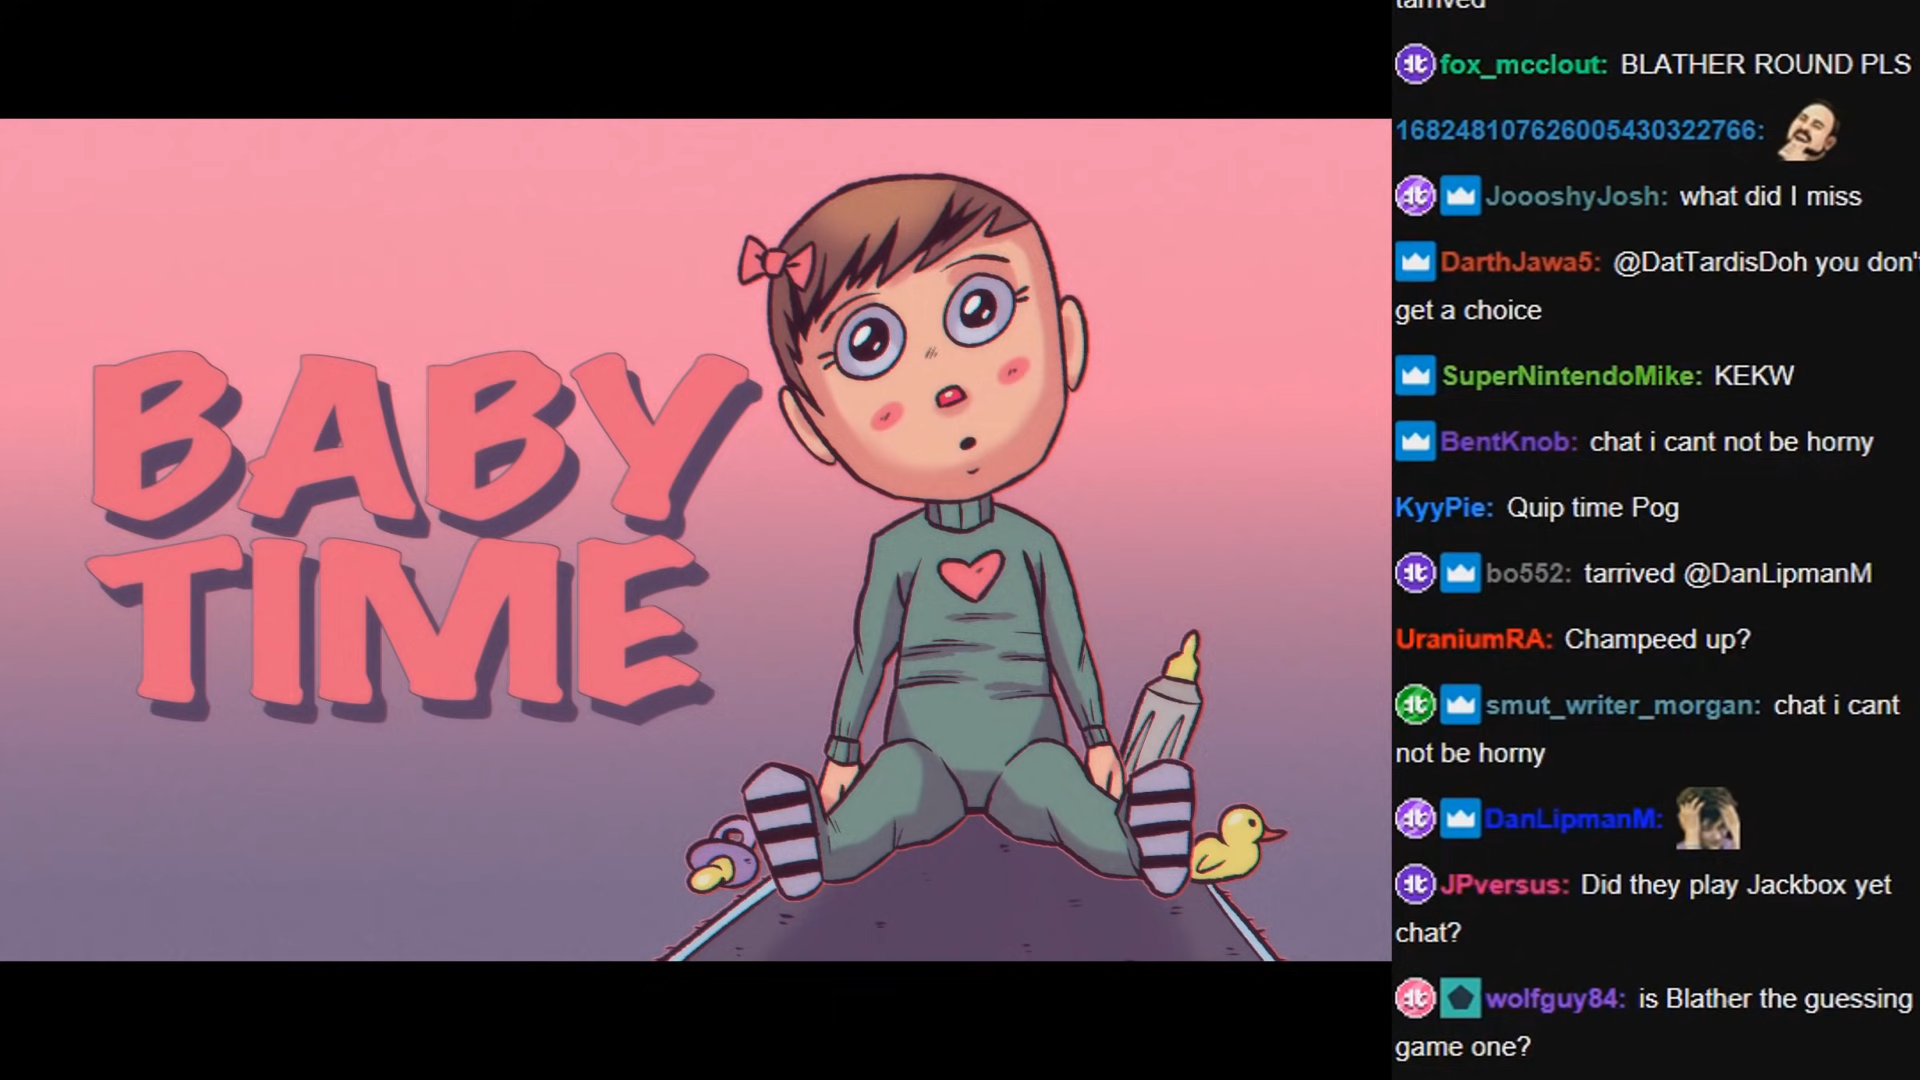 BABY
TIME
tarrived
fox_mcclout: BLATHER ROUND PLS
168248107626005430322766:
JoooshyJosh: what did I miss
DarthJawa5: @DatTardisDoh you don't
get a choice
SuperNintendoMike: KEKW
BentKnob: chat i cant not be horny
KyyPie: Quip time Pog
bo552: tarrived @DanLipmanM
UraniumRA: Champeed up?
smut_writer_morgan: chat i cant
not be horny
DanLipmanM:
JPversus: Did they play Jackbox yet
chat?
wolfguy84: is Blather the guessing
game one?